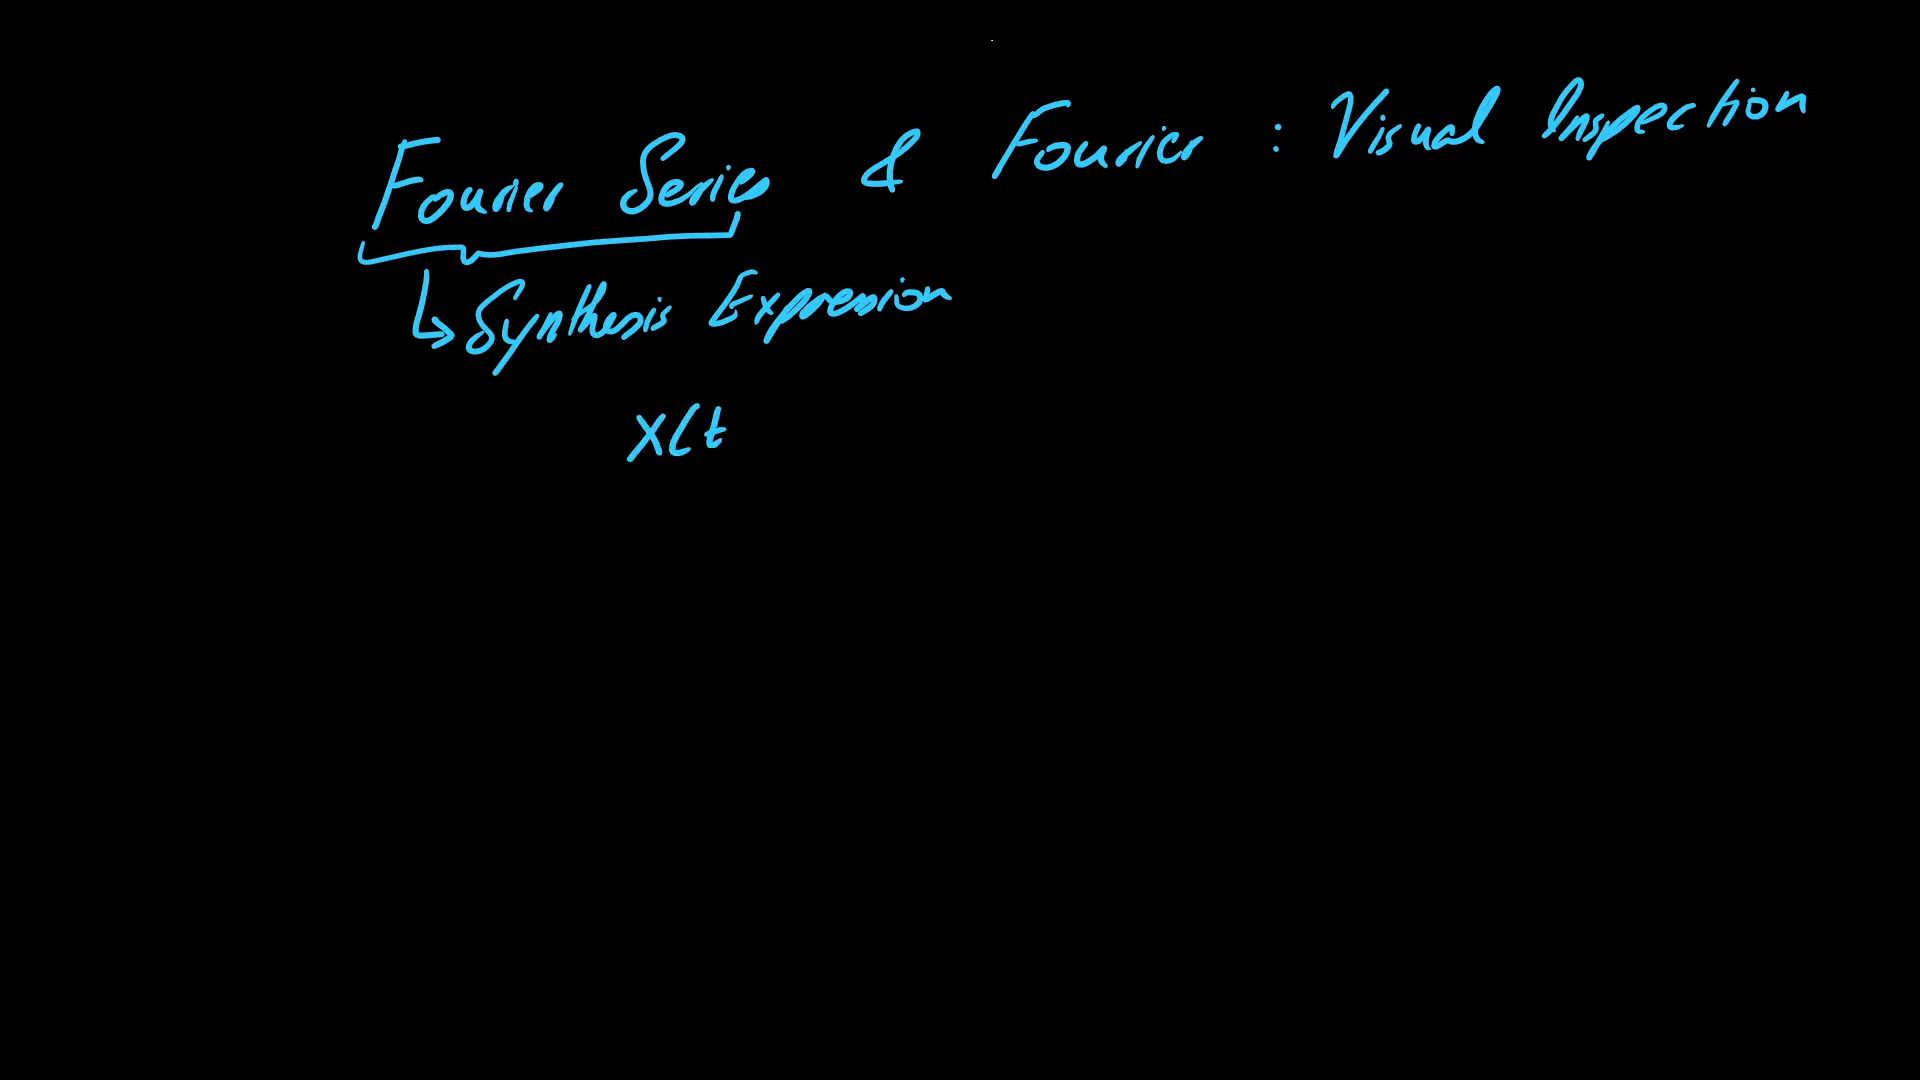 Fourier Series & Fourier : Visual Inspection
↳ Synthesis Expression
x(t